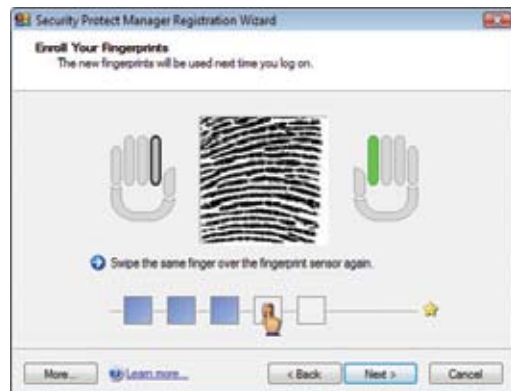 Security Protect Manager Registration Wizard
Enroll Your Fingerprints
The new fingerprints will be used next time you log on.
Swipe the same finger over the fingerprint sensor again.
More... Learn more... < Back Next > Cancel